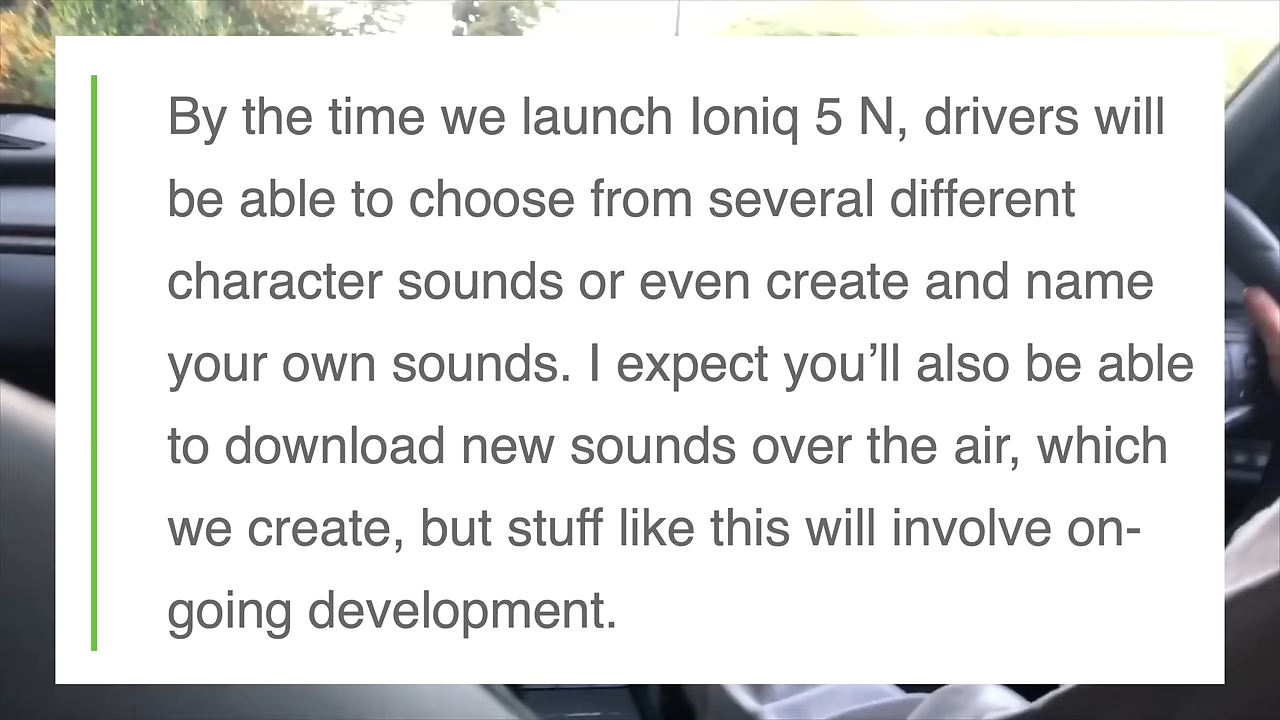 By the time we launch Ioniq 5 N, drivers will
be able to choose from several different
character sounds or even create and name
your own sounds. I expect you’ll also be able
to download new sounds over the air, which
we create, but stuff like this will involve on-
going development.